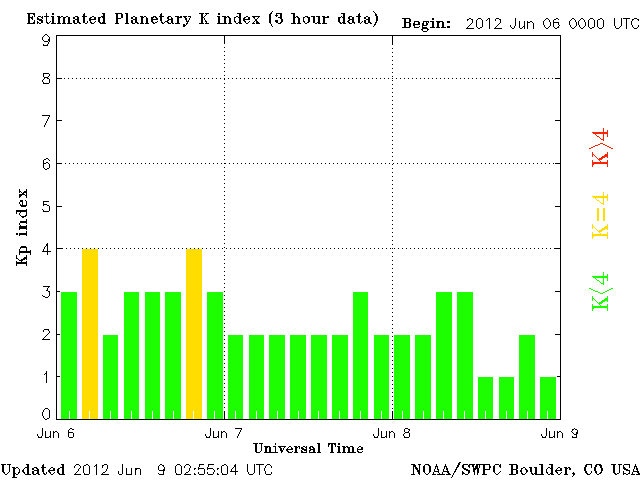 Estimated Planetary K index (3 hour data) Begin: 2012 Jun 06 0000 UTC
9
8
7
6
5
4
3
2
1
0
Kp index
K>4
K=4
K<4
Jun 6 Jun 7 Jun 8 Jun 9
Universal Time
Updated 2012 Jun 9 02:55:04 UTC NOAA/SWPC Boulder, CO USA